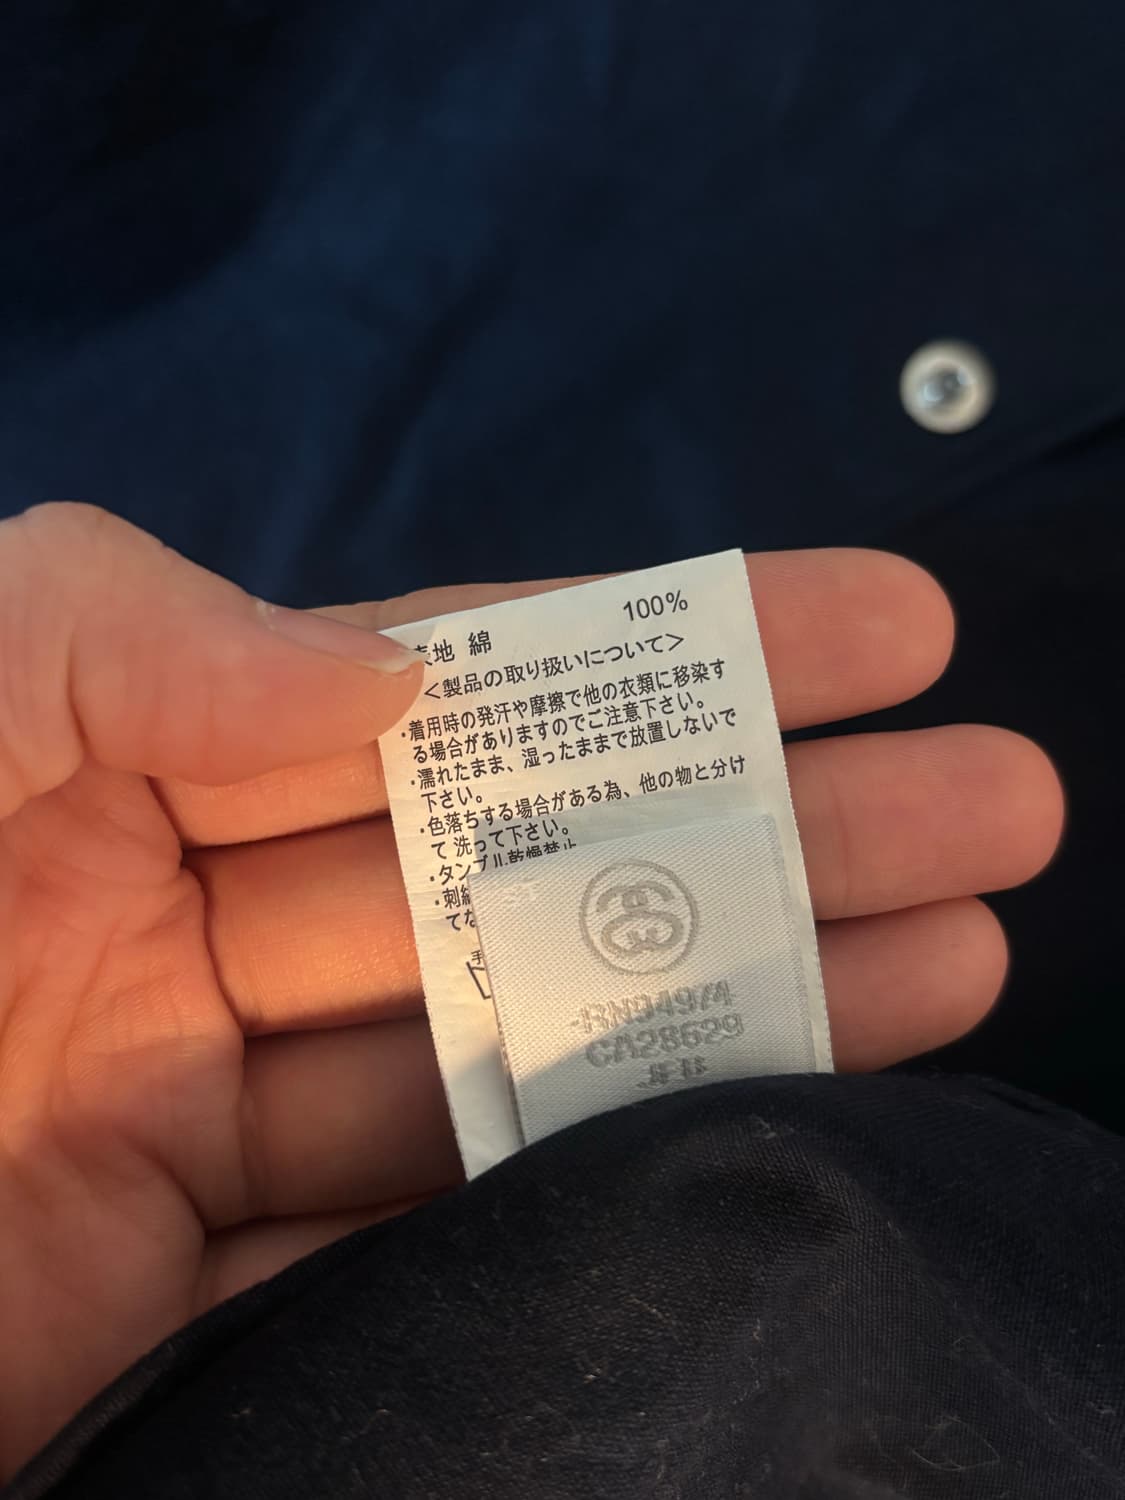 地 綿 100%
<製品の取り扱いについて>
・着用時の発汗や摩擦で他の衣類に移染す
る場合がありますのでご注意下さい。
・濡れたまま、湿ったままで放置しないで
下さい。
・色落ちする場合がある為、他の物と分け
て洗って下さい。
・タンブル乾燥禁止
・刺
て
手
RN94974
CA28629